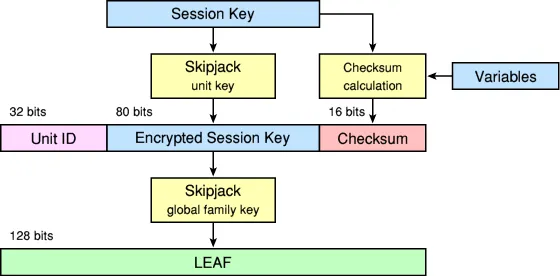 Session Key
Skipjack
unit key
Checksum
calculation
Variables
32 bits
80 bits
16 bits
Unit ID
Encrypted Session Key
Checksum
Skipjack
global family key
128 bits
LEAF